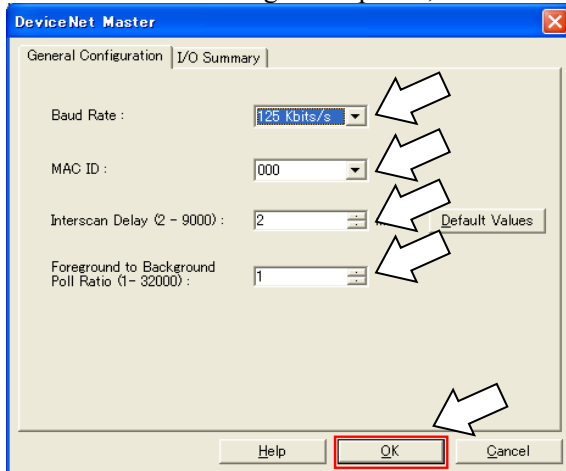 DeviceNet Master
General Configuration I/O Summary
Baud Rate : 125 Kbits/s
MAC ID : 000
Interscan Delay (2 - 9000) : 2 Default Values
Foreground to Background
Poll Ratio (1- 32000) : 1
Help OK Cancel